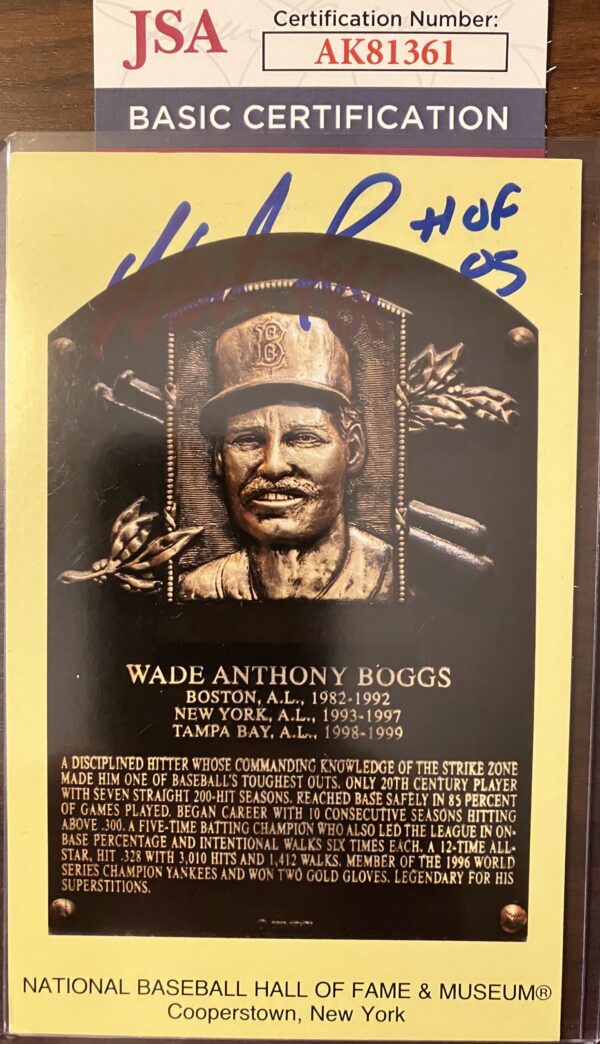 JSA
Certification Number:
AK81361
BASIC CERTIFICATION
HOF
05
B
WADE ANTHONY BOGGS
BOSTON, A.L., 1982-1992
NEW YORK, A.L., 1993-1997
TAMPA BAY, A.L., 1998-1999
A DISCIPLINED HITTER WHOSE COMMANDING KNOWLEDGE OF THE STRIKE ZONE
MADE HIM ONE OF BASEBALL'S TOUGHEST OUTS. ONLY 20TH CENTURY PLAYER
WITH SEVEN STRAIGHT 200-HIT SEASONS. REACHED BASE SAFELY IN 85 PERCENT
OF GAMES PLAYED. BEGAN CAREER WITH 10 CONSECUTIVE SEASONS HITTING
ABOVE .300. A FIVE-TIME BATTING CHAMPION WHO ALSO LED THE LEAGUE IN ON-
BASE PERCENTAGE AND INTENTIONAL WALKS SIX TIMES EACH. A 12-TIME ALL-
STAR, HIT .328 WITH 3,010 HITS AND 1,412 WALKS. MEMBER OF THE 1996 WORLD
SERIES CHAMPION YANKEES AND WON TWO GOLD GLOVES. LEGENDARY FOR HIS
SUPERSTITIONS.
NATIONAL BASEBALL HALL OF FAME & MUSEUM®
Cooperstown, New York